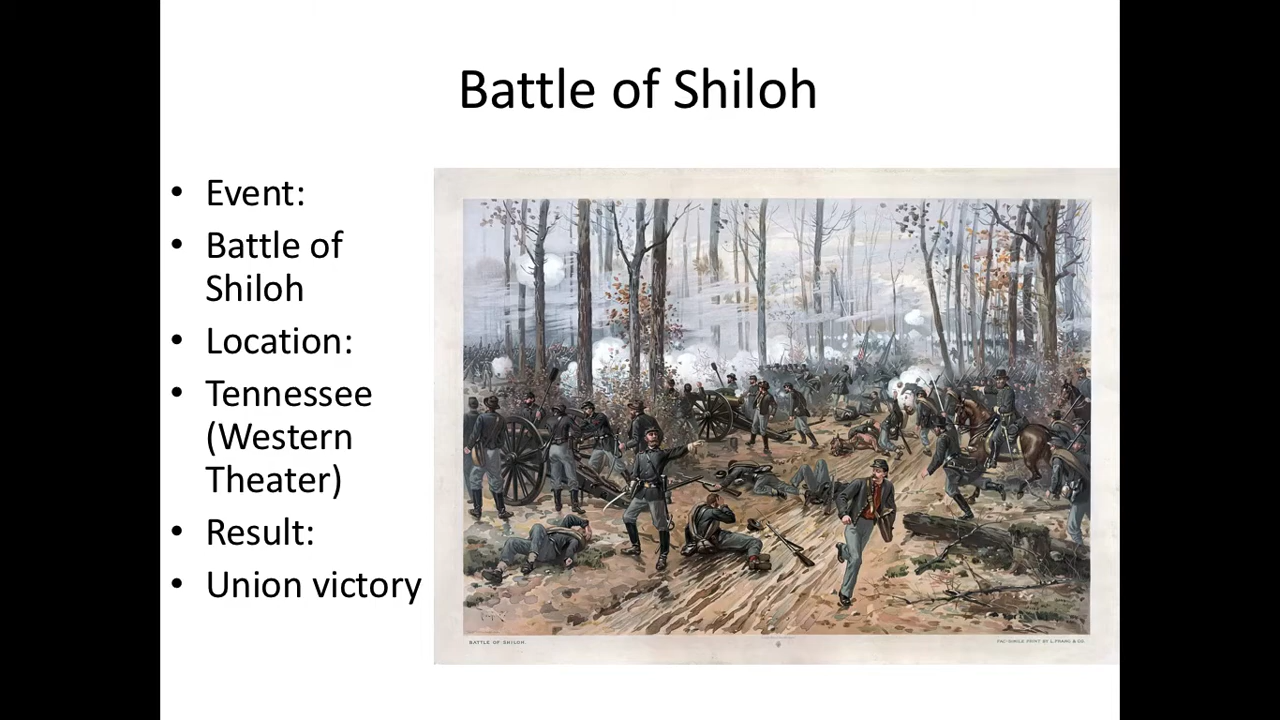 Battle of Shiloh
• Event:
• Battle of
Shiloh
• Location:
• Tennessee
(Western
Theater)
• Result:
• Union victory
BATTLE OF SHILOH.
FAC-SIMILE PRINT BY L. PRANG & CO.